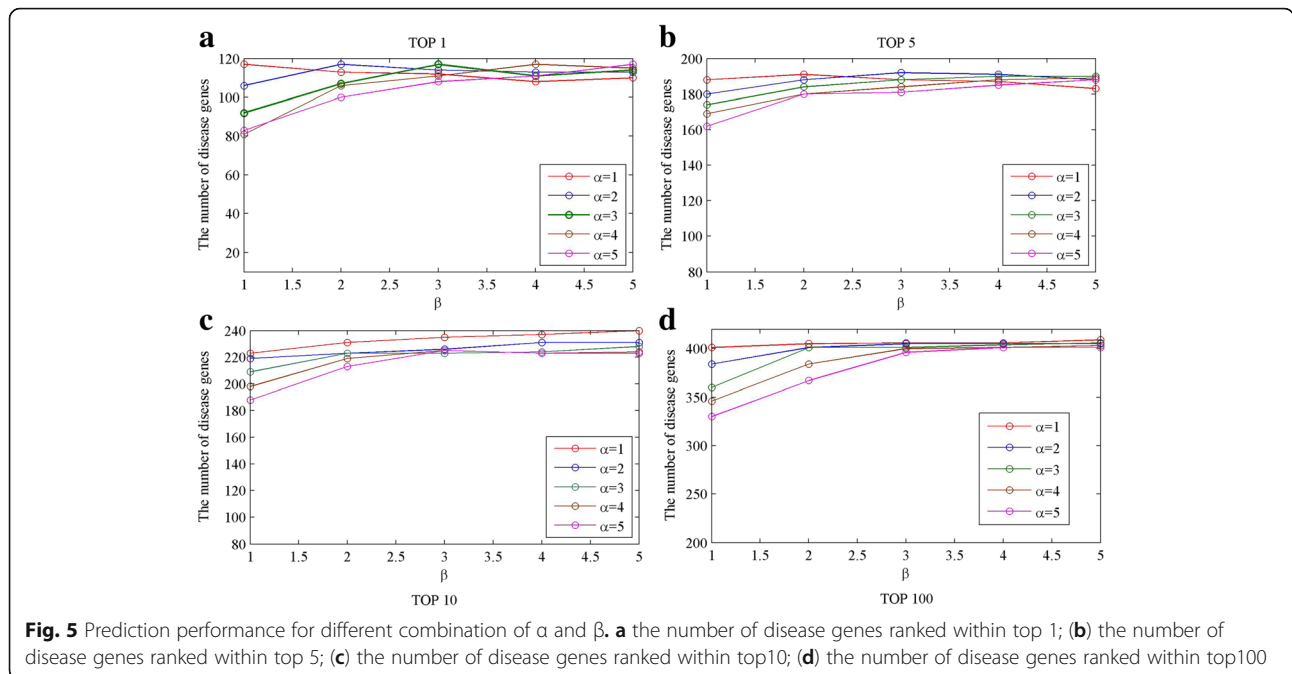 a
TOP 1
The number of disease genes
120
100
80
60
40
20
1
1.5
2
2.5
3
3.5
4
4.5
5
β
α=1
α=2
α=3
α=4
α=5
b
TOP 5
The number of disease genes
200
180
160
140
120
100
80
1
1.5
2
2.5
3
3.5
4
4.5
5
β
α=1
α=2
α=3
α=4
α=5
c
The number of disease genes
240
220
200
180
160
140
120
100
80
1
1.5
2
2.5
3
3.5
4
4.5
5
β
TOP 10
α=1
α=2
α=3
α=4
α=5
d
The number of disease genes
400
350
300
250
200
1
1.5
2
2.5
3
3.5
4
4.5
5
β
TOP 100
α=1
α=2
α=3
α=4
α=5
Fig. 5 Prediction performance for different combination of α and β. a the number of disease genes ranked within top 1; (b) the number of
disease genes ranked within top 5; (c) the number of disease genes ranked within top10; (d) the number of disease genes ranked within top100